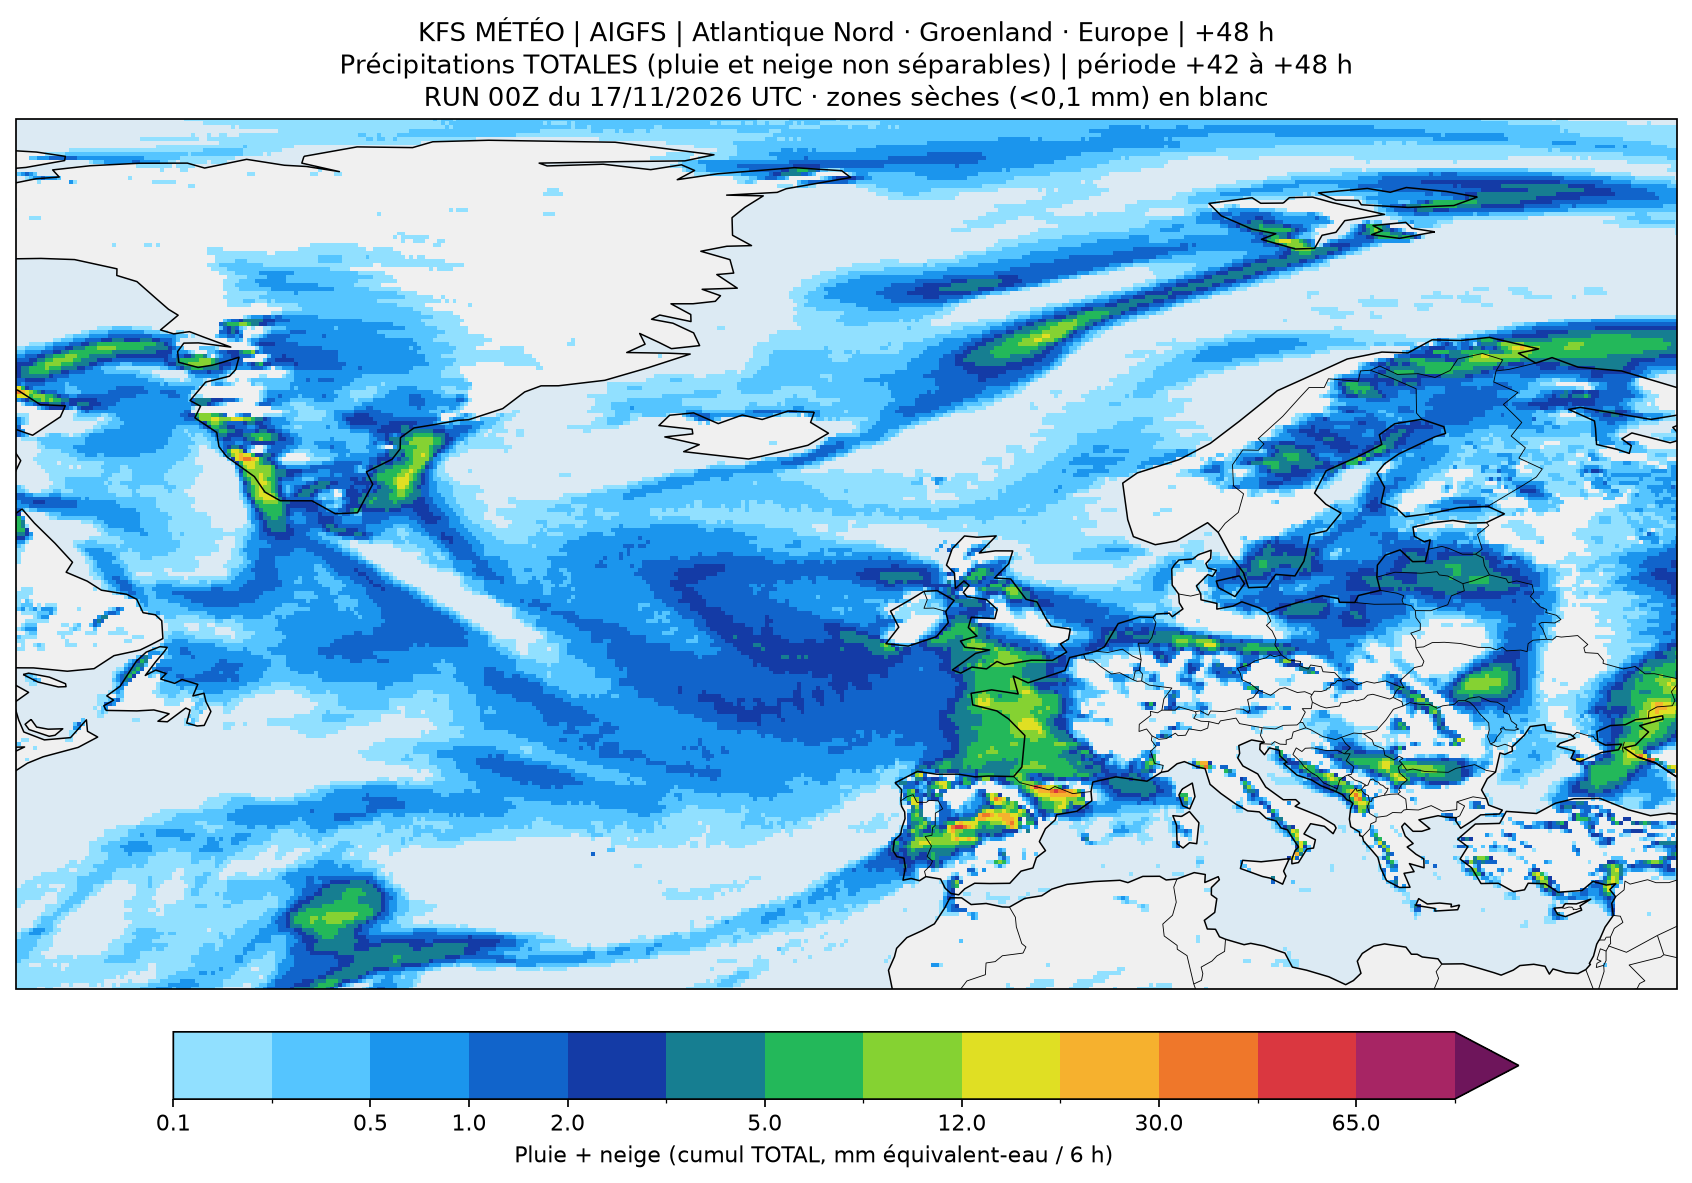 KFS MÉTÉO | AIGFS | Atlantique Nord · Groenland · Europe | +48 h
Précipitations TOTALES (pluie et neige non séparables) | période +42 à +48 h
RUN 00Z du 17/11/2026 UTC · zones sèches (<0,1 mm) en blanc
0.1 0.5 1.0 2.0 5.0 12.0 30.0 65.0
Pluie + neige (cumul TOTAL, mm équivalent-eau / 6 h)